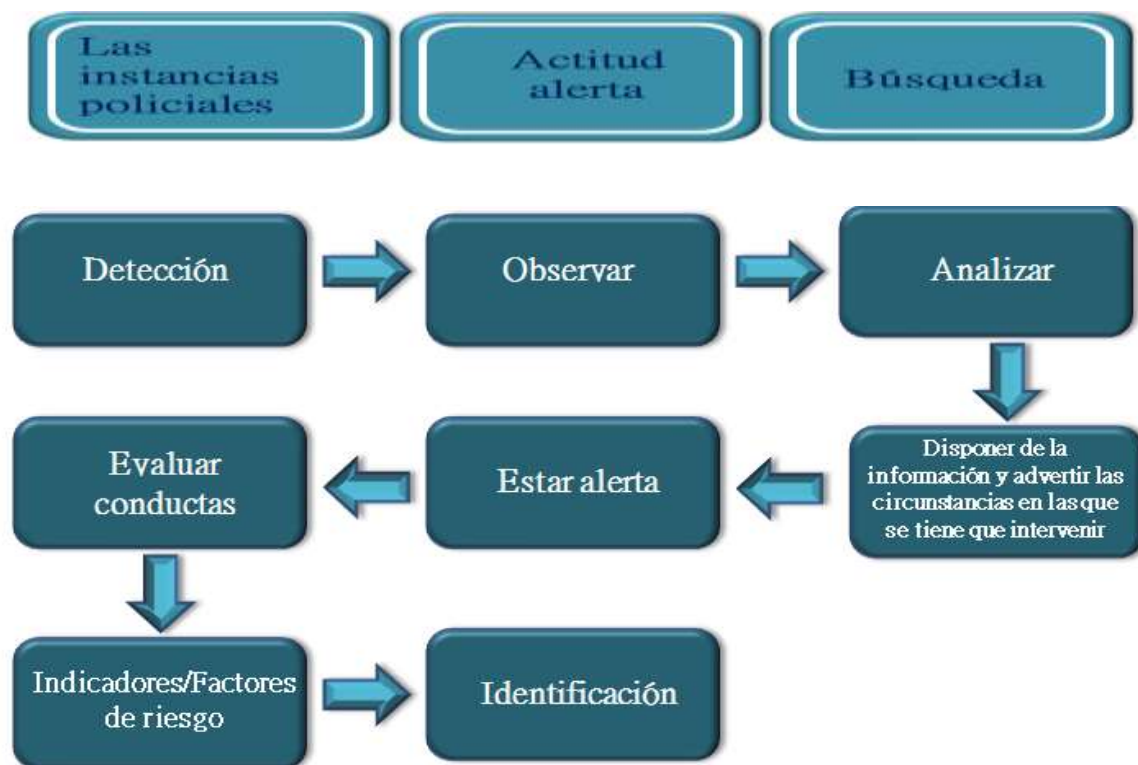 Las
instancias
policiales
Actitud
alerta
Búsqueda
Detección
Observar
Analizar
Disponer de la
información y advertir las
circunstancias en las que
se tiene que intervenir
Estar alerta
Evaluar
conductas
Indicadores/Factores
de riesgo
Identificación